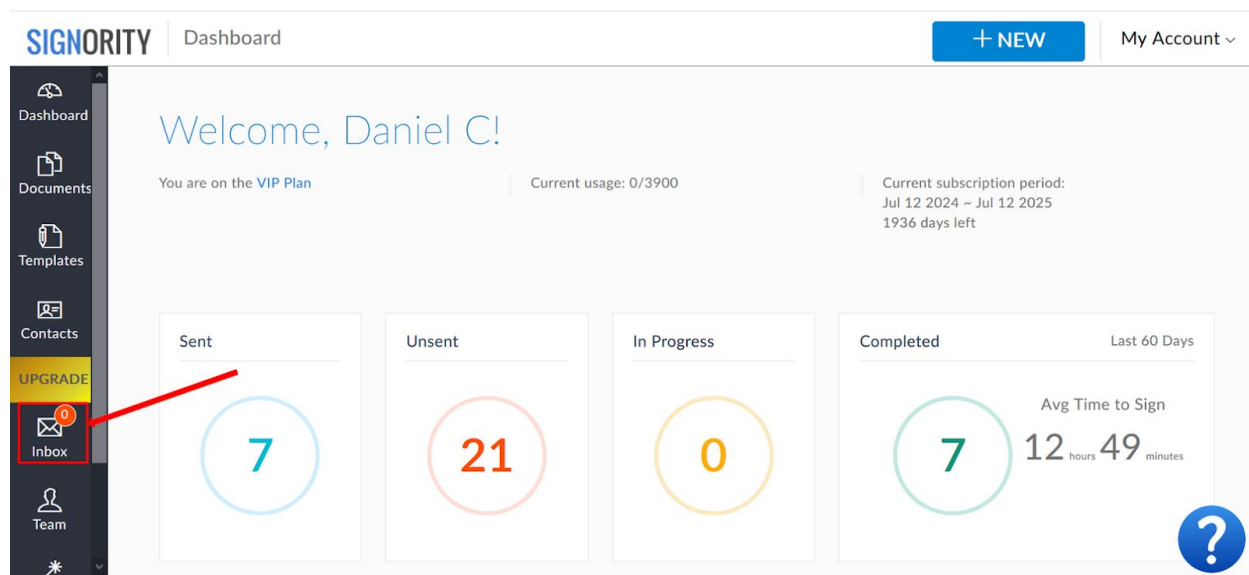 SIGNORITY
Dashboard
+ NEW
My Account
Dashboard
Documents
Templates
Contacts
UPGRADE
0
Inbox
Team
Welcome, Daniel C!
You are on the VIP Plan
Current usage: 0/3900
Current subscription period:
Jul 12 2024 ~ Jul 12 2025
1936 days left
Sent
7
Unsent
21
In Progress
0
Completed
Last 60 Days
7
Avg Time to Sign
12 hours 49 minutes
?